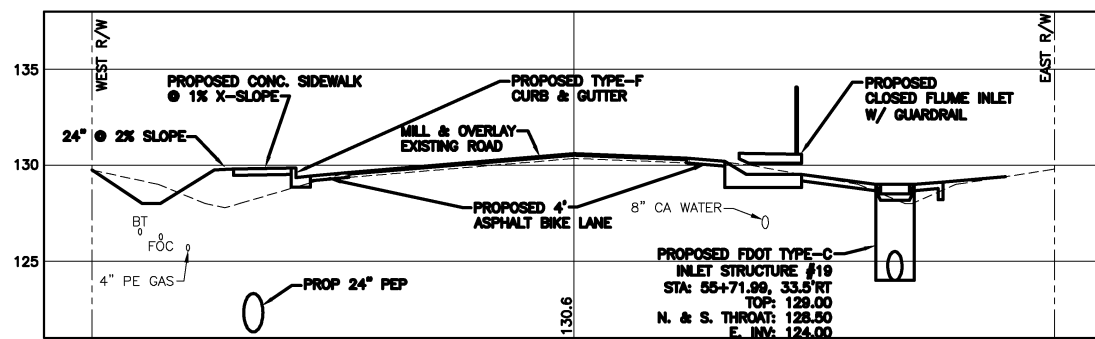 WEST R/W
EAST R/W
135
130
125
PROPOSED CONC. SIDEWALK
@ 1% X-SLOPE
24" @ 2% SLOPE
PROPOSED TYPE-F
CURB & GUTTER
MILL & OVERLAY
EXISTING ROAD
PROPOSED
CLOSED FLUME INLET
W/ GUARDRAIL
135
130
125
BT
FOC
4" PE GAS
PROP 24" PEP
PROPOSED 4'
ASPHALT BIKE LANE
8" CA WATER
130.6
PROPOSED FDOT TYPE-C
INLET STRUCTURE #19
STA: 55+71.99, 33.5'RT
TOP: 129.00
N. & S. THROAT: 128.50
E. INV: 124.00